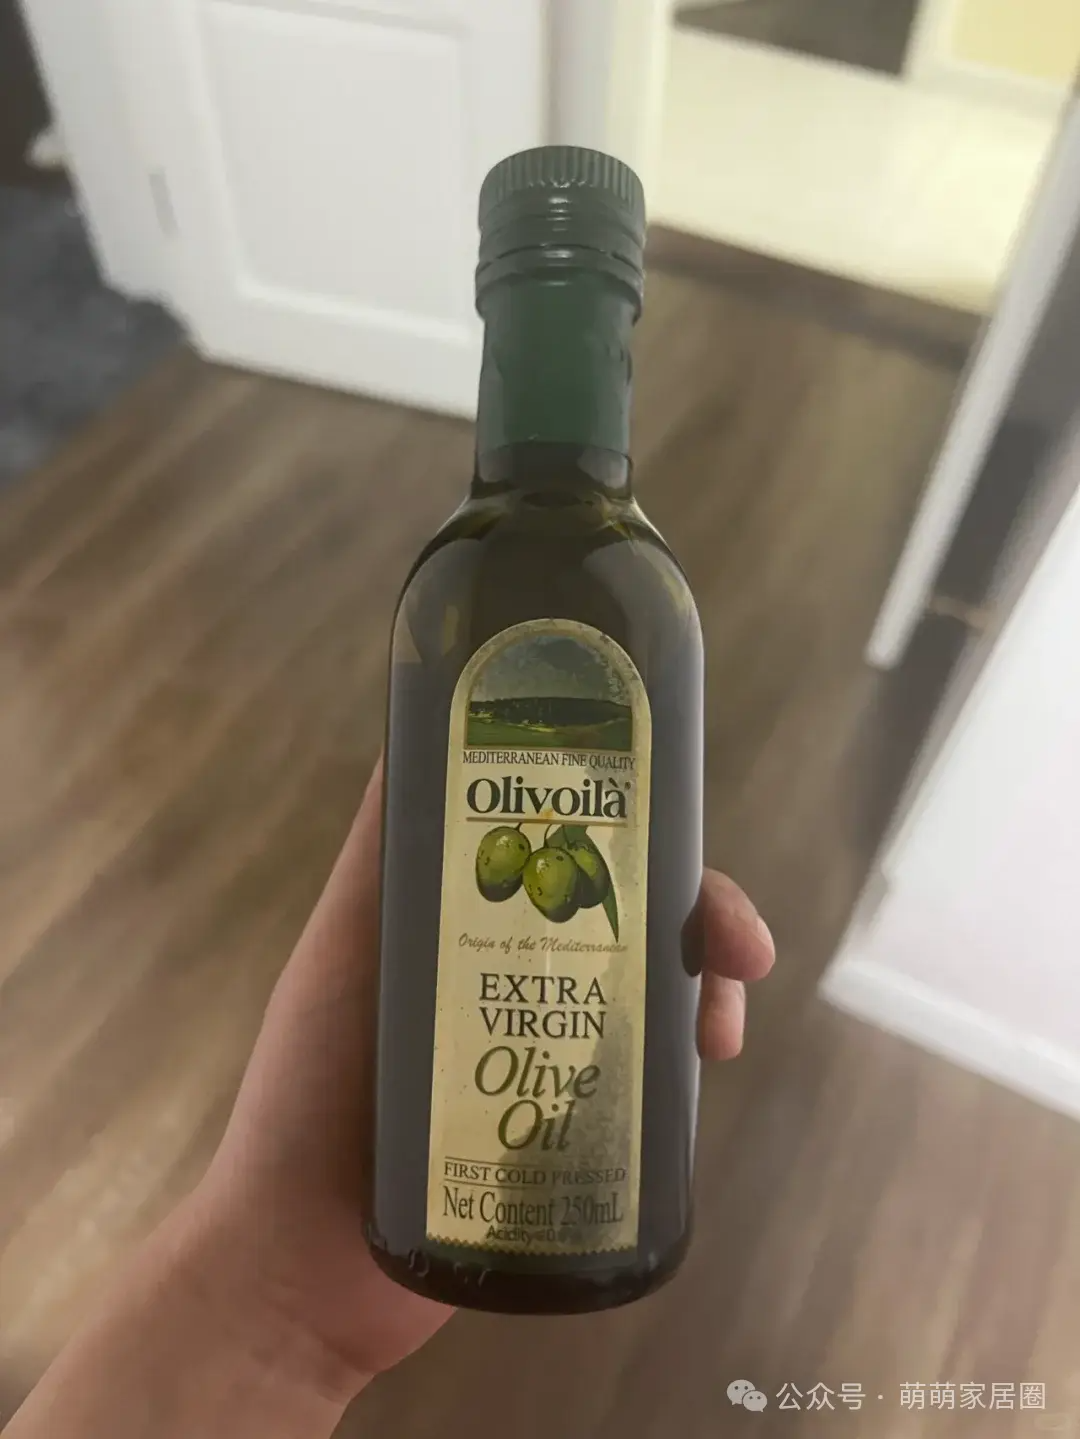 MEDITERRANEAN FINE QUALITY
Olivoilà
Origin of the Mediterranean
EXTRA
VIRGIN
Olive
Oil
FIRST COLD PRESSED
Net Content 250mL
Acidity
公众号 · 萌萌家居圈